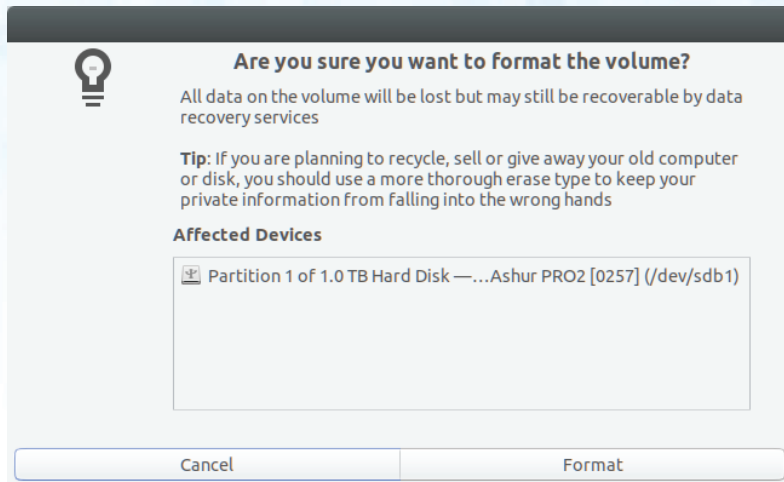 Are you sure you want to format the volume?
All data on the volume will be lost but may still be recoverable by data
recovery services
Tip: If you are planning to recycle, sell or give away your old computer
or disk, you should use a more thorough erase type to keep your
private information from falling into the wrong hands
Affected Devices
Partition 1 of 1.0 TB Hard Disk —…Ashur PRO2 [0257] (/dev/sdb1)
Cancel
Format